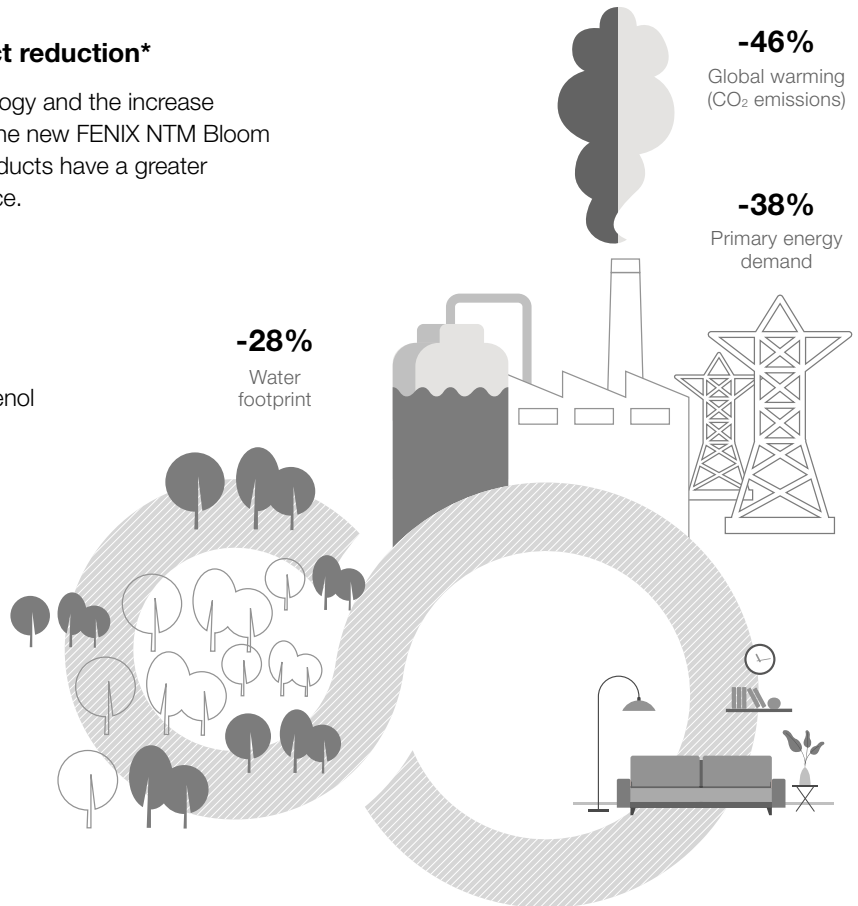 ct reduction*
ogy and the increase
he new FENIX NTM Bloom
ducts have a greater
ce.
enol
-46%
Global warming
(CO₂ emissions)
-38%
Primary energy
demand
-28%
Water
footprint